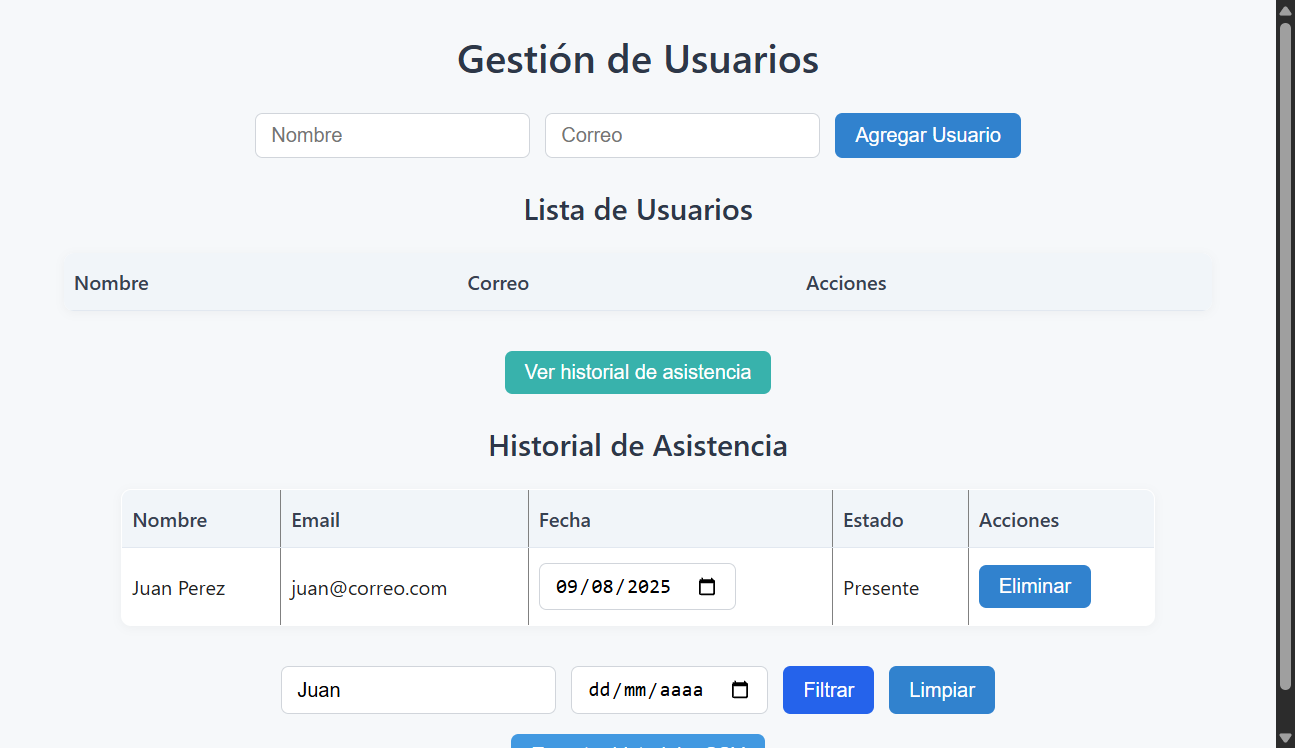 Gestión de Usuarios
Nombre Correo Agregar Usuario
Lista de Usuarios
Nombre Correo Acciones
Ver historial de asistencia
Historial de Asistencia
Nombre Email Fecha Estado Acciones
Juan Perez juan@correo.com 09/08/2025 Presente Eliminar
Juan dd/mm/aaaa Filtrar Limpiar